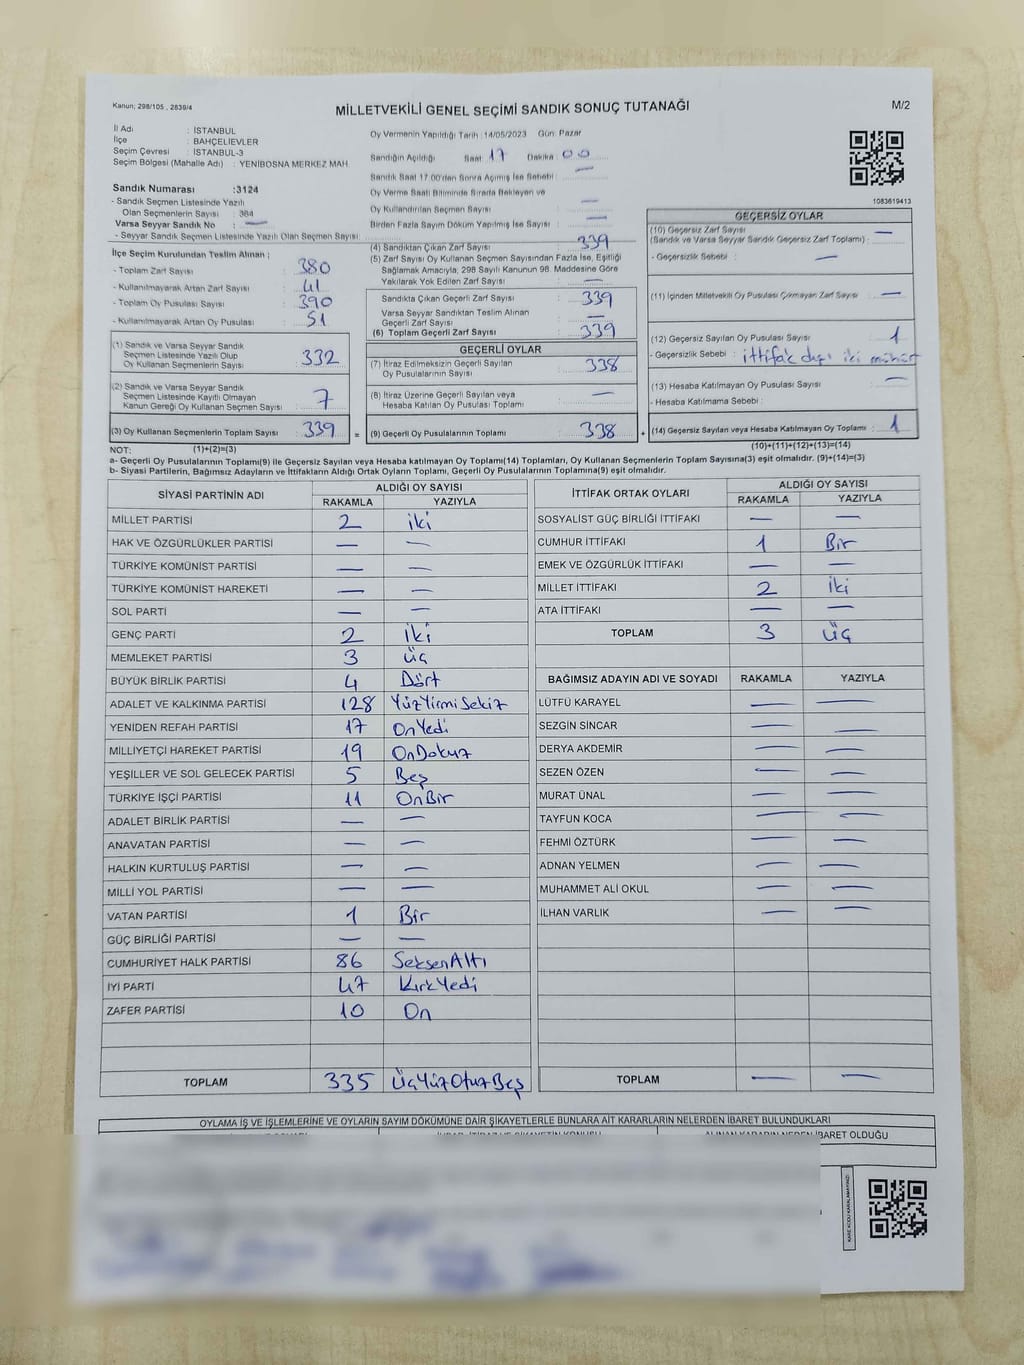 Kanun; 298/105 , 2839/4
MİLLETVEKİLİ GENEL SEÇİMİ SANDIK SONUÇ TUTANAĞI
M/2
İl Adı : İSTANBUL
İlçe : BAHÇELİEVLER
Seçim Çevresi : İSTANBUL-3
Seçim Bölgesi (Mahalle Adı) : YENİBOSNA MERKEZ MAH.
Sandık Numarası :3124
- Sandık Seçmen Listesinde Yazılı
Olan Seçmenlerin Sayısı : 364
Varsa Seyyar Sandık No : —
- Seyyar Sandık Seçmen Listesinde Yazılı Olan Seçmen Sayısı:
Oy Vermenin Yapıldığı Tarih :14/05/2023 Gün: Pazar
Sandığın Açıldığı Saat: 17 Dakika: 00
Sandık Saat 17:00'den Sonra Açılmış İse Sebebi : —
Oy Verme Saati Bitiminde Sırada Bekleyen ve
Oy Kullandırılan Seçmen Sayısı : —
Birden Fazla Sayım Döküm Yapılmış İse Sayısı : —
1083619413
İlçe Seçim Kurulundan Teslim Alınan ;
- Toplam Zarf Sayısı : 380
- Kullanılmayarak Artan Zarf Sayısı : 41
- Toplam Oy Pusulası Sayısı : 390
- Kullanılmayarak Artan Oy Pusulası : 51
(4) Sandıktan Çıkan Zarf Sayısı : 339
(5) Zarf Sayısı Oy Kullanan Seçmen Sayısından Fazla İse, Eşitliği
Sağlamak Amacıyla; 298 Sayılı Kanunun 98. Maddesine Göre
Yakılarak Yok Edilen Zarf Sayısı : —
Sandıkta Çıkan Geçerli Zarf Sayısı : 339
Varsa Seyyar Sandıktan Teslim Alınan
Geçerli Zarf Sayısı : —
(6) Toplam Geçerli Zarf Sayısı : 339
GEÇERSİZ OYLAR
(10) Geçersiz Zarf Sayısı
(Sandık ve Varsa Seyyar Sandık Geçersiz Zarf Toplamı) : —
- Geçersizlik Sebebi : —
(11) İçinden Milletvekili Oy Pusulası Çıkmayan Zarf Sayısı : —
(12) Geçersiz Sayılan Oy Pusulası Sayısı : 1
- Geçersizlik Sebebi : ittifak dışı iki mühür
(13) Hesaba Katılmayan Oy Pusulası Sayısı : —
- Hesaba Katılmama Sebebi :
(14) Geçersiz Sayılan veya Hesaba Katılmayan Oy Toplamı : 1
(1) Sandık ve Varsa Seyyar Sandık
Seçmen Listesinde Yazılı Olup
Oy Kullanan Seçmenlerin Sayısı : 332
(2) Sandık ve Varsa Seyyar Sandık
Seçmen Listesinde Kayıtlı Olmayan
Kanun Gereği Oy Kullanan Seçmen Sayısı : 7
(3) Oy Kullanan Seçmenlerin Toplam Sayısı : 339
GEÇERLİ OYLAR
(7) İtiraz Edilmeksizin Geçerli Sayılan
Oy Pusulalarının Sayısı : 338
(8) İtiraz Üzerine Geçerli Sayılan veya
Hesaba Katılan Oy Pusulası Toplamı : —
(9) Geçerli Oy Pusulalarının Toplamı : 338
NOT: (1)+(2)=(3)
(10)+(11)+(12)+(13)=(14)
a- Geçerli Oy Pusulalarının Toplamı(9) ile Geçersiz Sayılan veya Hesaba katılmayan Oy Toplamı(14) Toplamları, Oy Kullanan Seçmenlerin Toplam Sayısına(3) eşit olmalıdır. (9)+(14)=(3)
b- Siyasi Partilerin, Bağımsız Adayların ve İttifakların Aldığı Ortak Oyların Toplamı, Geçerli Oy Pusulalarının Toplamına(9) eşit olmalıdır.
SİYASİ PARTİNİN ADI
ALDIĞI OY SAYISI
RAKAMLA YAZIYLA
MİLLET PARTİSİ 2 iki
HAK VE ÖZGÜRLÜKLER PARTİSİ — —
TÜRKİYE KOMÜNİST PARTİSİ — —
TÜRKİYE KOMÜNİST HAREKETİ — —
SOL PARTİ — —
GENÇ PARTİ 2 İki
MEMLEKET PARTİSİ 3 üç
BÜYÜK BİRLİK PARTİSİ 4 Dört
ADALET VE KALKINMA PARTİSİ 128 YüzYirmiSekiz
YENİDEN REFAH PARTİSİ 17 OnYedi
MİLLİYETÇİ HAREKET PARTİSİ 19 OnDokuz
YEŞİLLER VE SOL GELECEK PARTİSİ 5 Beş
TÜRKİYE İŞÇİ PARTİSİ 11 OnBir
ADALET BİRLİK PARTİSİ — —
ANAVATAN PARTİSİ — —
HALKIN KURTULUŞ PARTİSİ — —
MİLLİ YOL PARTİSİ — —
VATAN PARTİSİ 1 Bir
GÜÇ BİRLİĞİ PARTİSİ — —
CUMHURİYET HALK PARTİSİ 86 SeksenAltı
İYİ PARTİ 47 KırkYedi
ZAFER PARTİSİ 10 On
TOPLAM 335 ÜçYüzOtuzBeş
İTTİFAK ORTAK OYLARI
ALDIĞI OY SAYISI
RAKAMLA YAZIYLA
SOSYALİST GÜÇ BİRLİĞİ İTTİFAKI — —
CUMHUR İTTİFAKI 1 Bir
EMEK VE ÖZGÜRLÜK İTTİFAKI — —
MİLLET İTTİFAKI 2 iki
ATA İTTİFAKI — —
TOPLAM 3 üç
BAĞIMSIZ ADAYIN ADI VE SOYADI RAKAMLA YAZIYLA
LÜTFÜ KARAYEL — —
SEZGİN SİNCAR — —
DERYA AKDEMİR — —
SEZEN ÖZEN — —
MURAT ÜNAL — —
TAYFUN KOCA — —
FEHMİ ÖZTÜRK — —
ADNAN YELMEN — —
MUHAMMET ALİ OKUL — —
İLHAN VARLIK — —
TOPLAM — —
OYLAMA İŞ VE İŞLEMLERİNE VE OYLARIN SAYIM DÖKÜMÜNE DAİR ŞİKAYETLERLE BUNLARA AİT KARARLARIN NELERDEN İBARET BULUNDUKLARI
ALINAN KARARIN NEDEN İBARET OLDUĞU